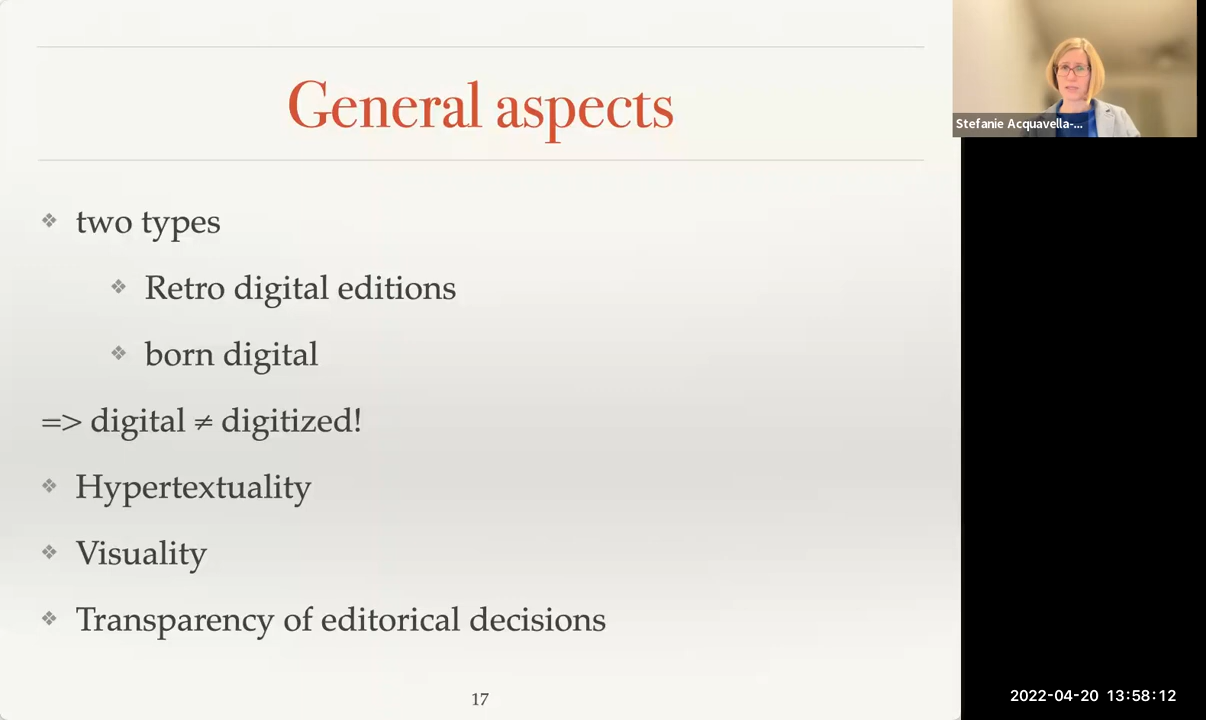 General aspects
Stefanie Acquavella-...
❖ two types
❖ Retro digital editions
❖ born digital
=> digital ≠ digitized!
❖ Hypertextuality
❖ Visuality
❖ Transparency of editorical decisions
17
2022-04-20 13:58:12